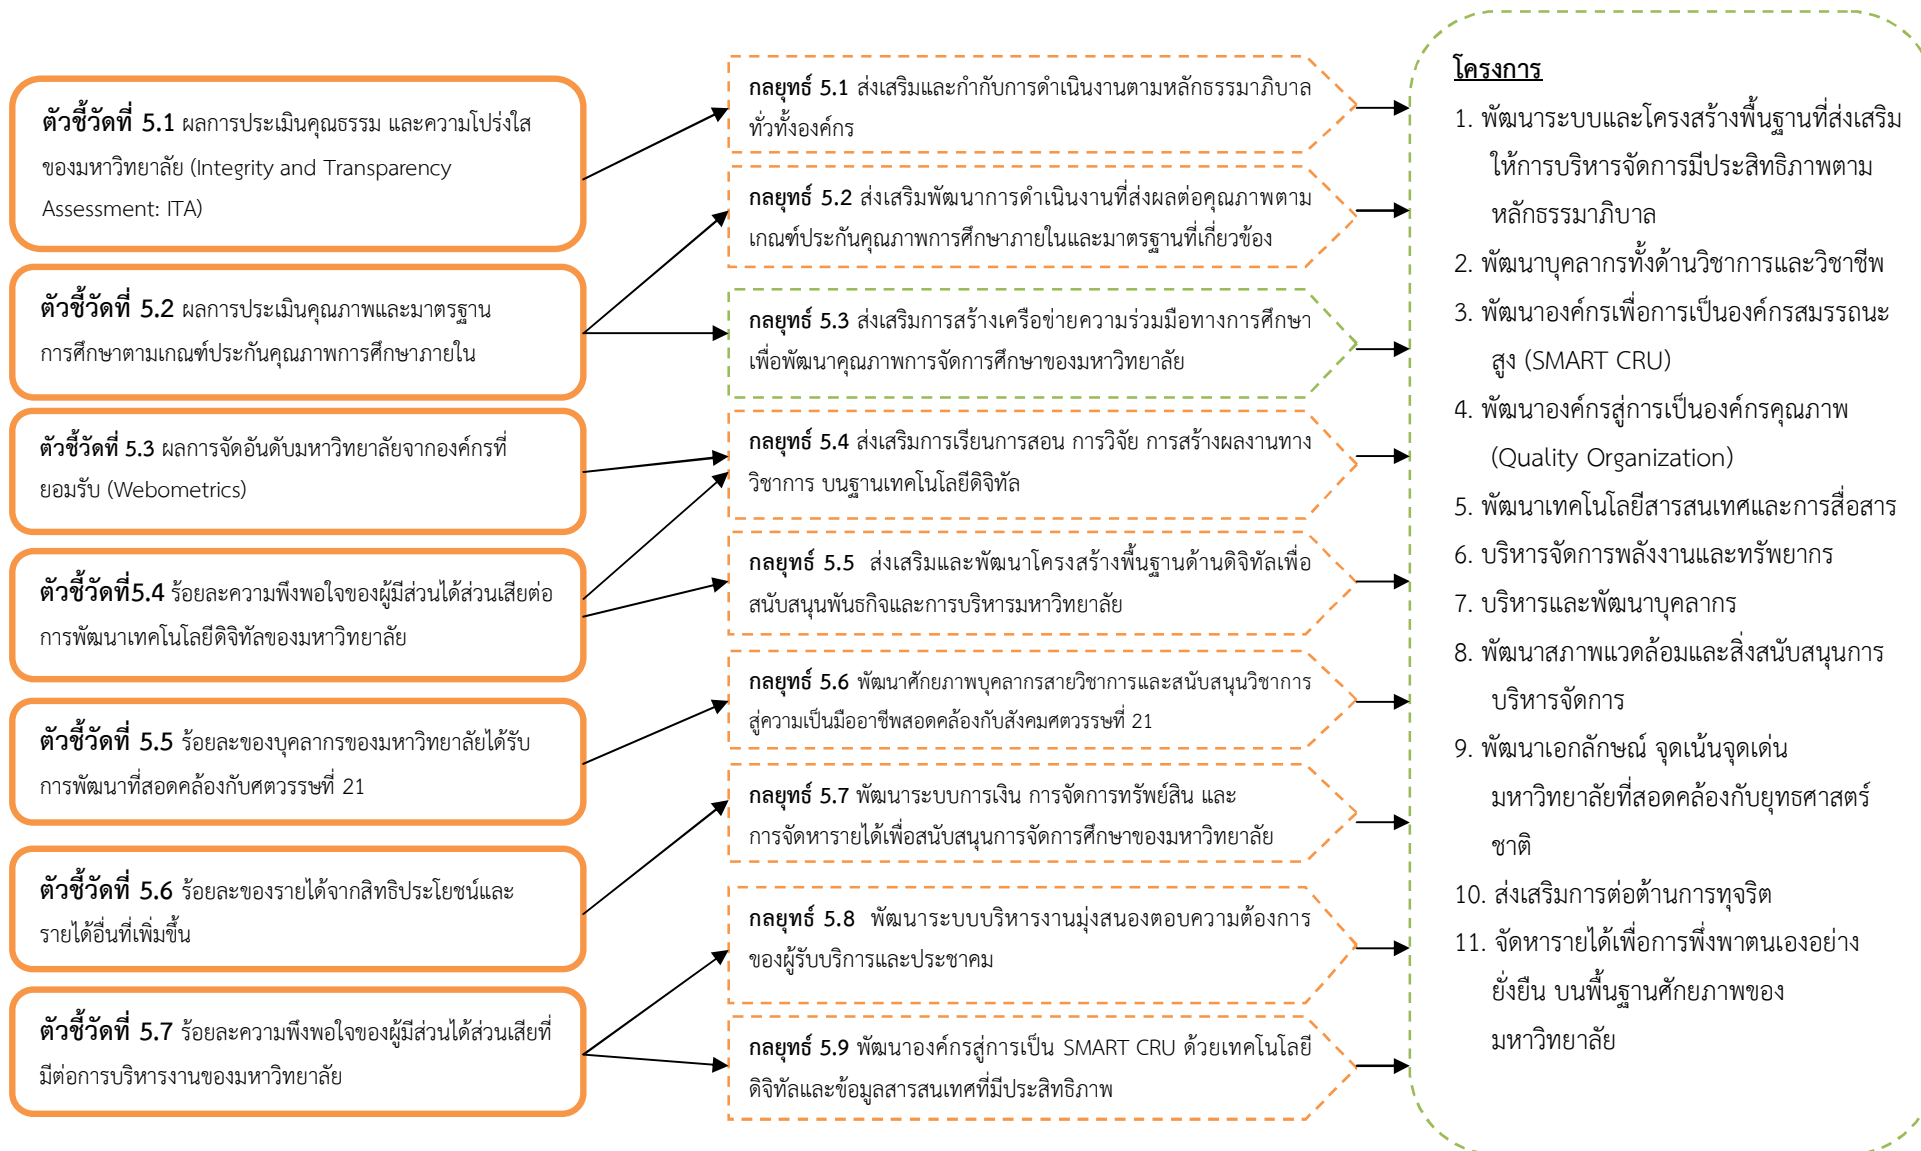 ตัวชี้วัดที่ 5.1 ผลการประเมินคุณธรรม และความโปร่งใส
ของมหาวิทยาลัย (Integrity and Transparency
Assessment: ITA)
ตัวชี้วัดที่ 5.2 ผลการประเมินคุณภาพและมาตรฐาน
การศึกษาตามเกณฑ์ประกันคุณภาพการศึกษาภายใน
ตัวชี้วัดที่ 5.3 ผลการจัดอันดับมหาวิทยาลัยจากองค์กรที่
ยอมรับ (Webometrics)
ตัวชี้วัดที่5.4 ร้อยละความพึงพอใจของผู้มีส่วนได้ส่วนเสียต่อ
การพัฒนาเทคโนโลยีดิจิทัลของมหาวิทยาลัย
ตัวชี้วัดที่ 5.5 ร้อยละของบุคลากรของมหาวิทยาลัยได้รับ
การพัฒนาที่สอดคล้องกับศตวรรษที่ 21
ตัวชี้วัดที่ 5.6 ร้อยละของรายได้จากสิทธิประโยชน์และ
รายได้อื่นที่เพิ่มขึ้น
ตัวชี้วัดที่ 5.7 ร้อยละความพึงพอใจของผู้มีส่วนได้ส่วนเสียที่
มีต่อการบริหารงานของมหาวิทยาลัย
กลยุทธ์ 5.1 ส่งเสริมและกำกับการดำเนินงานตามหลักธรรมาภิบาล
ทั่วทั้งองค์กร
กลยุทธ์ 5.2 ส่งเสริมพัฒนาการดำเนินงานที่ส่งผลต่อคุณภาพตาม
เกณฑ์ประกันคุณภาพการศึกษาภายในและมาตรฐานที่เกี่ยวข้อง
กลยุทธ์ 5.3 ส่งเสริมการสร้างเครือข่ายความร่วมมือทางการศึกษา
เพื่อพัฒนาคุณภาพการจัดการศึกษาของมหาวิทยาลัย
กลยุทธ์ 5.4 ส่งเสริมการเรียนการสอน การวิจัย การสร้างผลงานทาง
วิชาการ บนฐานเทคโนโลยีดิจิทัล
กลยุทธ์ 5.5 ส่งเสริมและพัฒนาโครงสร้างพื้นฐานด้านดิจิทัลเพื่อ
สนับสนุนพันธกิจและการบริหารมหาวิทยาลัย
กลยุทธ์ 5.6 พัฒนาศักยภาพบุคลากรสายวิชาการและสนับสนุนวิชาการ
สู่ความเป็นมืออาชีพสอดคล้องกับสังคมศตวรรษที่ 21
กลยุทธ์ 5.7 พัฒนาระบบการเงิน การจัดการทรัพย์สิน และ
การจัดหารายได้เพื่อสนับสนุนการจัดการศึกษาของมหาวิทยาลัย
กลยุทธ์ 5.8 พัฒนาระบบบริหารงานมุ่งสนองตอบความต้องการ
ของผู้รับบริการและประชาคม
กลยุทธ์ 5.9 พัฒนาองค์กรสู่การเป็น SMART CRU ด้วยเทคโนโลยี
ดิจิทัลและข้อมูลสารสนเทศที่มีประสิทธิภาพ
โครงการ
1. พัฒนาระบบและโครงสร้างพื้นฐานที่ส่งเสริม
ให้การบริหารจัดการมีประสิทธิภาพตาม
หลักธรรมาภิบาล
2. พัฒนาบุคลากรทั้งด้านวิชาการและวิชาชีพ
3. พัฒนาองค์กรเพื่อการเป็นองค์กรสมรรถนะ
สูง (SMART CRU)
4. พัฒนาองค์กรสู่การเป็นองค์กรคุณภาพ
(Quality Organization)
5. พัฒนาเทคโนโลยีสารสนเทศและการสื่อสาร
6. บริหารจัดการพลังงานและทรัพยากร
7. บริหารและพัฒนาบุคลากร
8. พัฒนาสภาพแวดล้อมและสิ่งสนับสนุนการ
บริหารจัดการ
9. พัฒนาเอกลักษณ์ จุดเน้นจุดเด่น
มหาวิทยาลัยที่สอดคล้องกับยุทธศาสตร์
ชาติ
10. ส่งเสริมการต่อต้านการทุจริต
11. จัดหารายได้เพื่อการพึ่งพาตนเองอย่าง
ยั่งยืน บนพื้นฐานศักยภาพของ
มหาวิทยาลัย